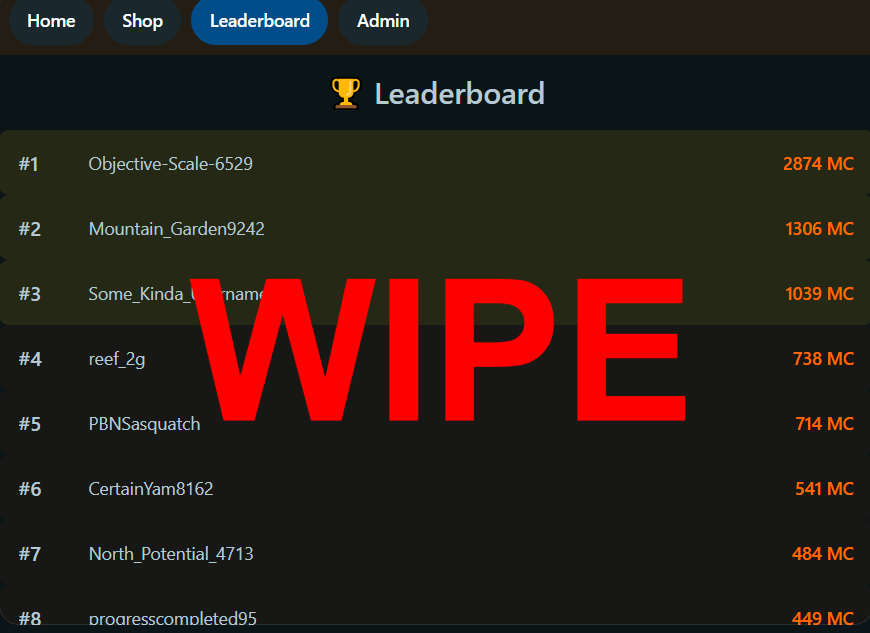 Home Shop Leaderboard Admin
🏆 Leaderboard
#1 Objective-Scale-6529 2874 MC
#2 Mountain_Garden9242 1306 MC
#3 Some_Kinda_Username 1039 MC
WIPE
#4 reef_2g 738 MC
#5 PBNSasquatch 714 MC
#6 CertainYam8162 541 MC
#7 North_Potential_4713 484 MC
#8 progresscompleted95 449 MC